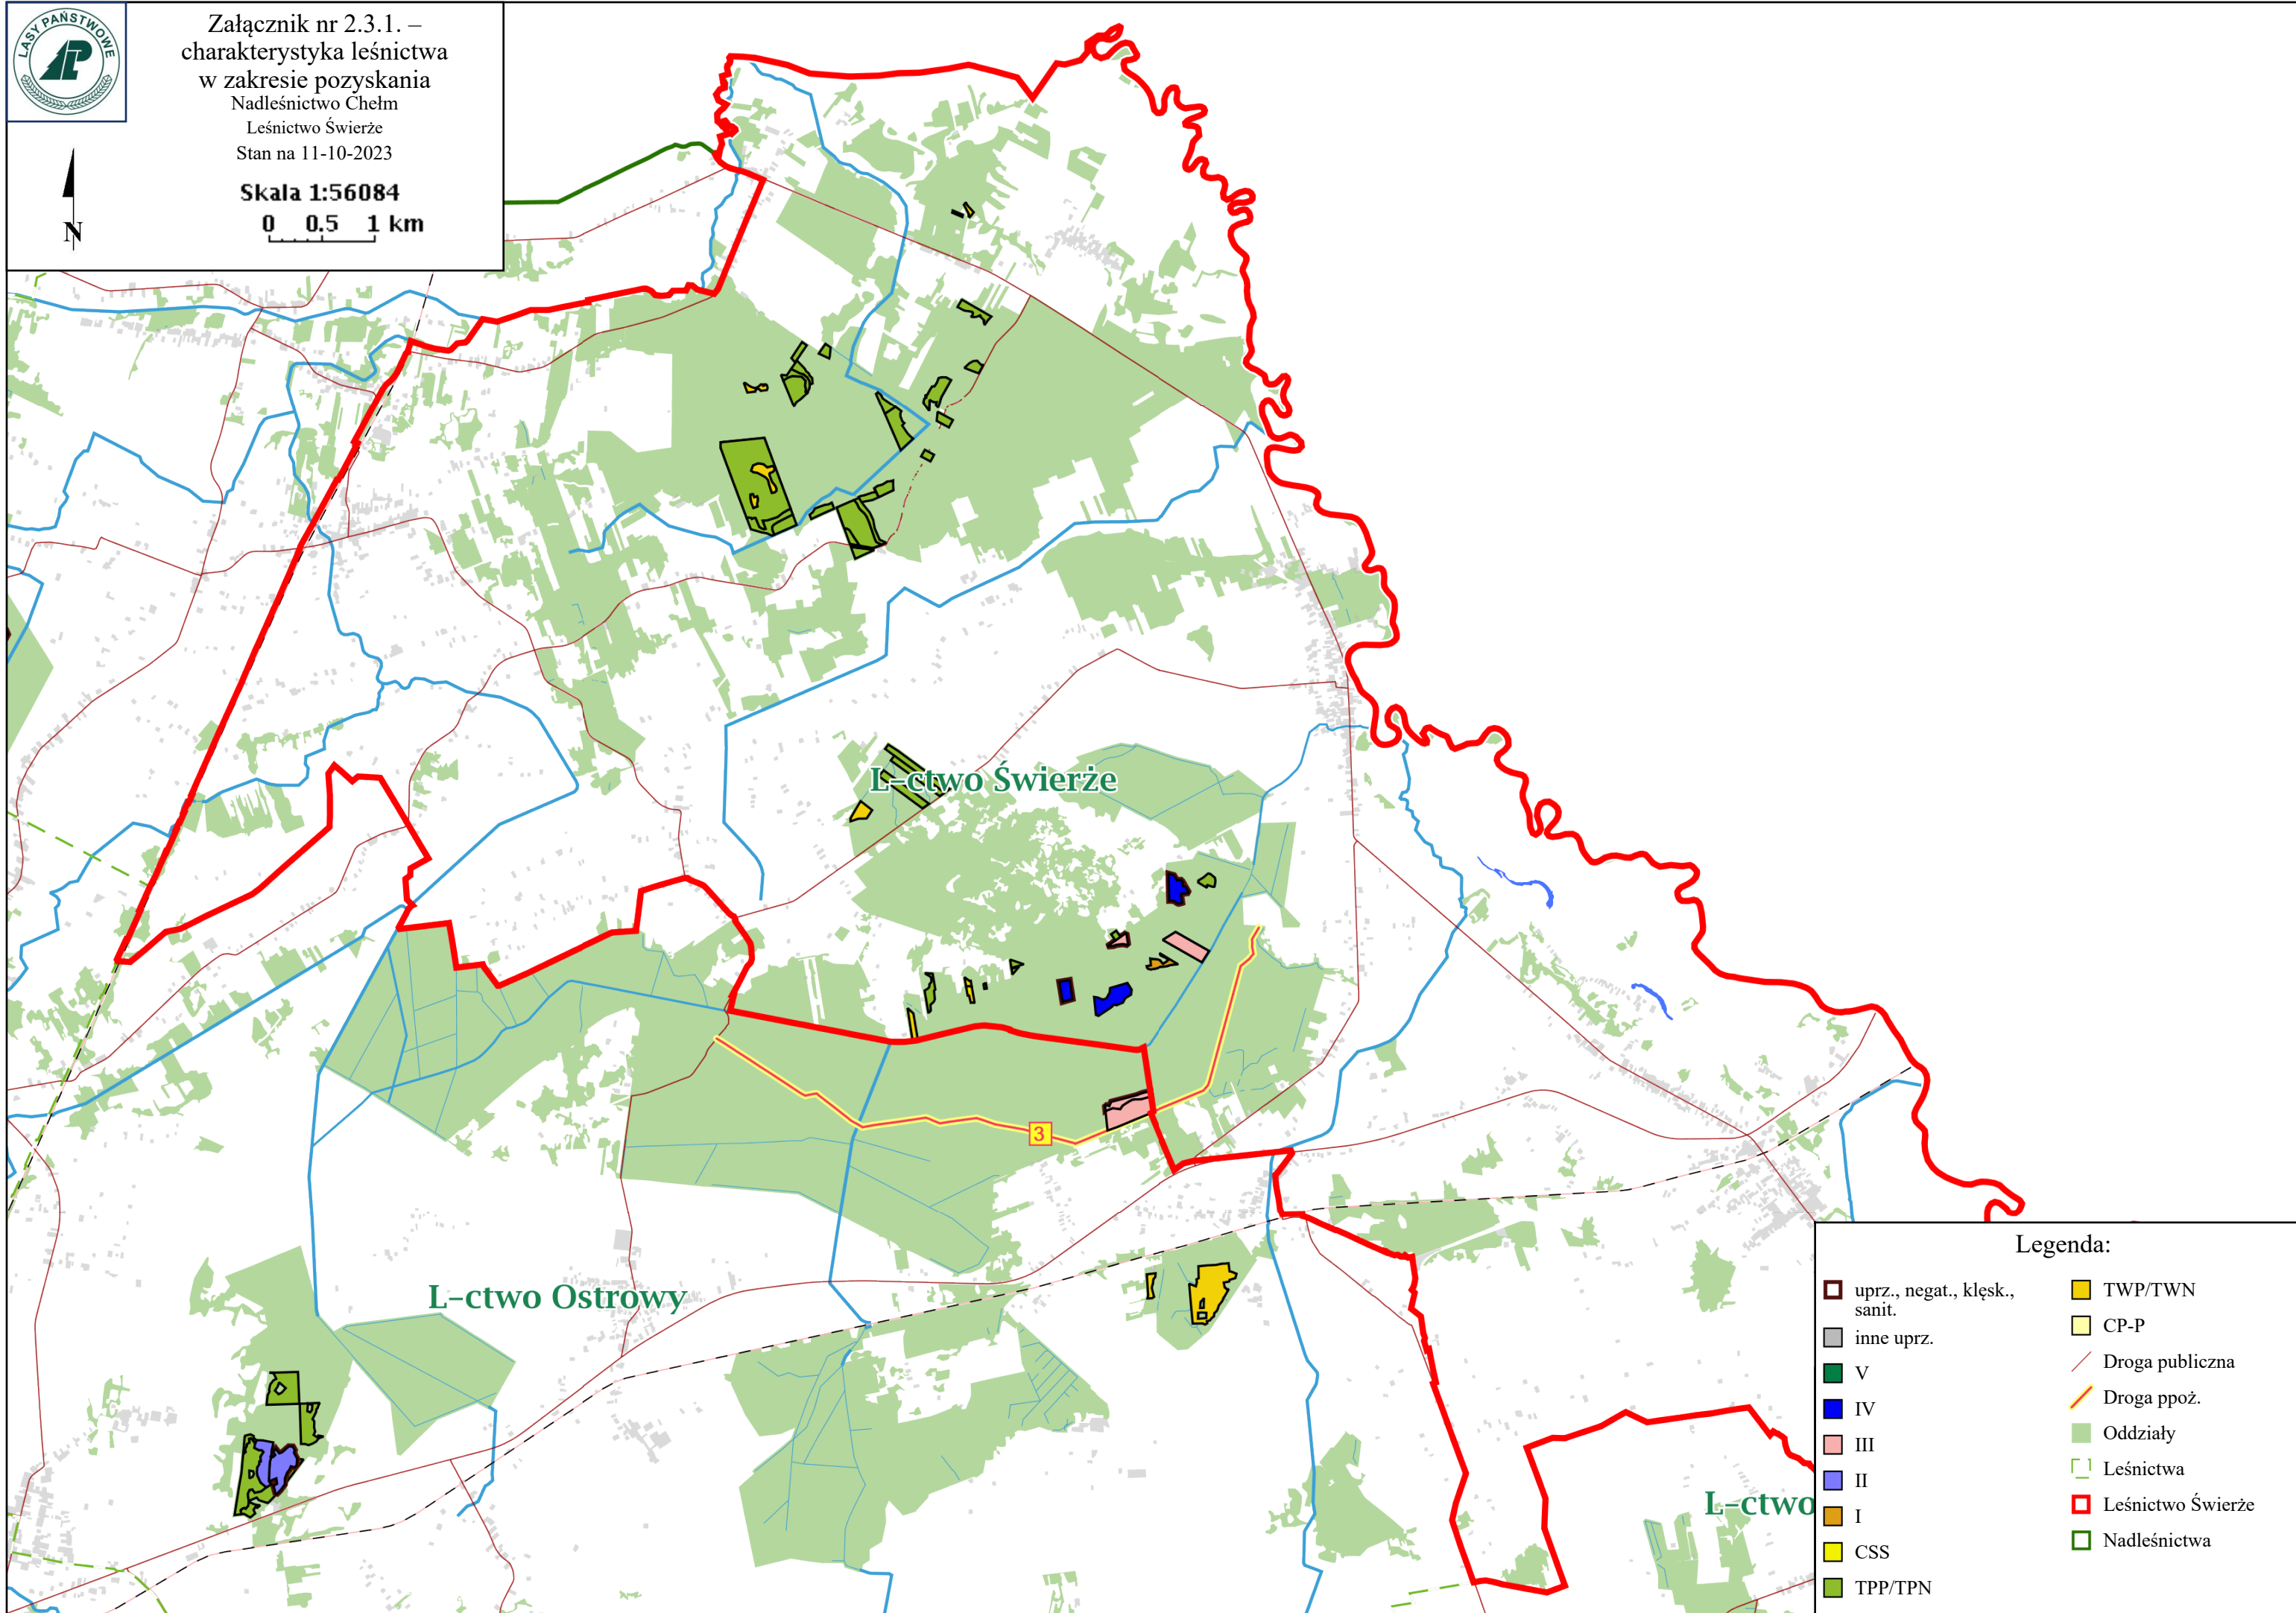 LASY PAŃSTWOWE
Załącznik nr 2.3.1. –
charakterystyka leśnictwa
w zakresie pozyskania
Nadleśnictwo Chełm
Leśnictwo Świerże
Stan na 11-10-2023
Skala 1:56084
0 0.5 1 km
N
L-ctwo Świerże
3
L-ctwo Ostrowy
L-ctwo
Legenda:
uprz., negat., klęsk.,
sanit.
inne uprz.
V
IV
III
II
I
CSS
TPP/TPN
TWP/TWN
CP-P
Droga publiczna
Droga ppoż.
Oddziały
Leśnictwa
Leśnictwo Świerże
Nadleśnictwa